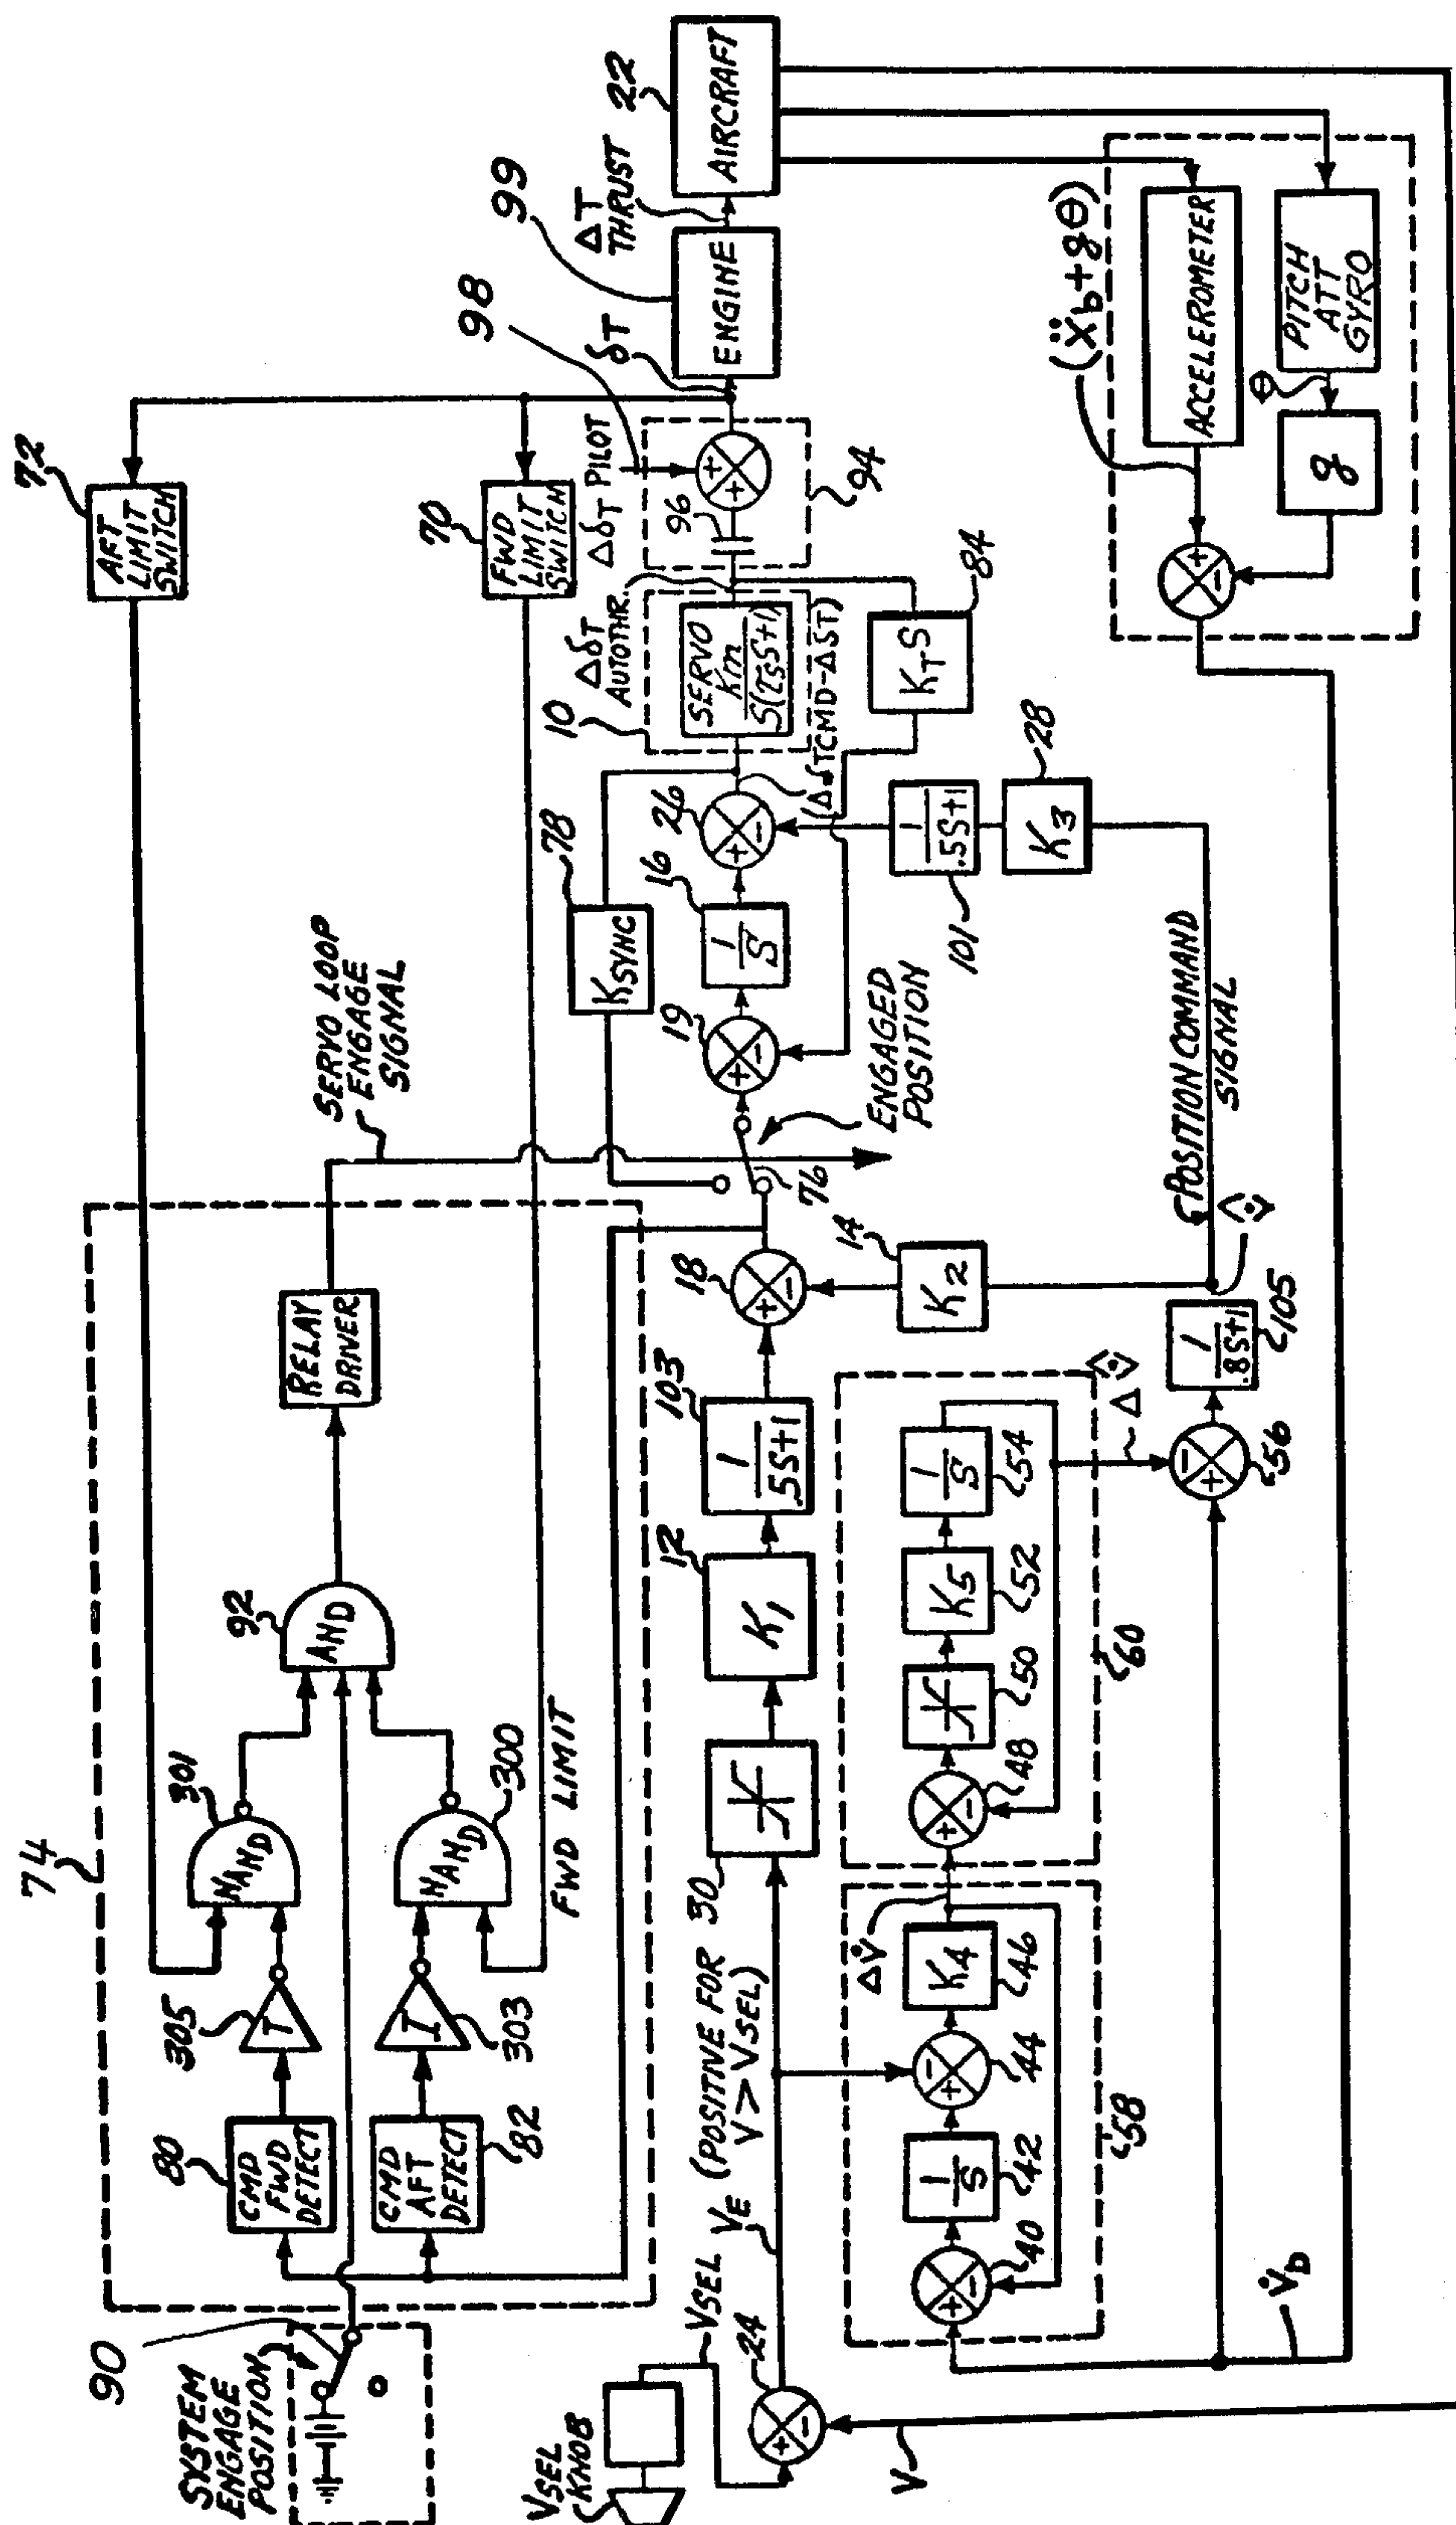 74
90
SYSTEM
ENGAGE
POSITION
80
CMD
FWD
DETECT
CMD
AFT
DETECT
82
305
T
I
303
301
NAND
NAND
300
92
AND
RELAY
DRIVER
FWD LIMIT
SERVO LOOP
ENGAGE
SIGNAL
72
AFT
LIMIT
SWITCH
70
FWD
LIMIT
SWITCH
VSEL
KNOB
VSEL
24
+
-
V
VE (POSITIVE FOR
V > VSEL)
30
12
K1
103
1
.5S+1
18
+
-
76
ENGAGED
POSITION
19
+
-
16
1
S
78
KSYNC
26
+
-
(ΔδTCMD-ΔδT)
10
SERVO
Km
S(τsS+1)
ΔδT
AUTOTHR.
KTS
84
96
94
+
+
ΔδT PILOT
98
δT
ENGINE
99
ΔT
THRUST
AIRCRAFT
22
40
+
-
42
1
S
44
+
-
K4
46
ΔV̇
58
48
+
-
50
K5
52
1
S
54
60
ΔV̇
56
+
-
1
.8S+1
105
V̇
14
K2
POSITION COMMAND
SIGNAL
K3
28
1
.5S+1
101
V̇b
+
-
ACCELEROMETER
(Ẍb+gθ)
PITCH
ATT
GYRO
θ
g